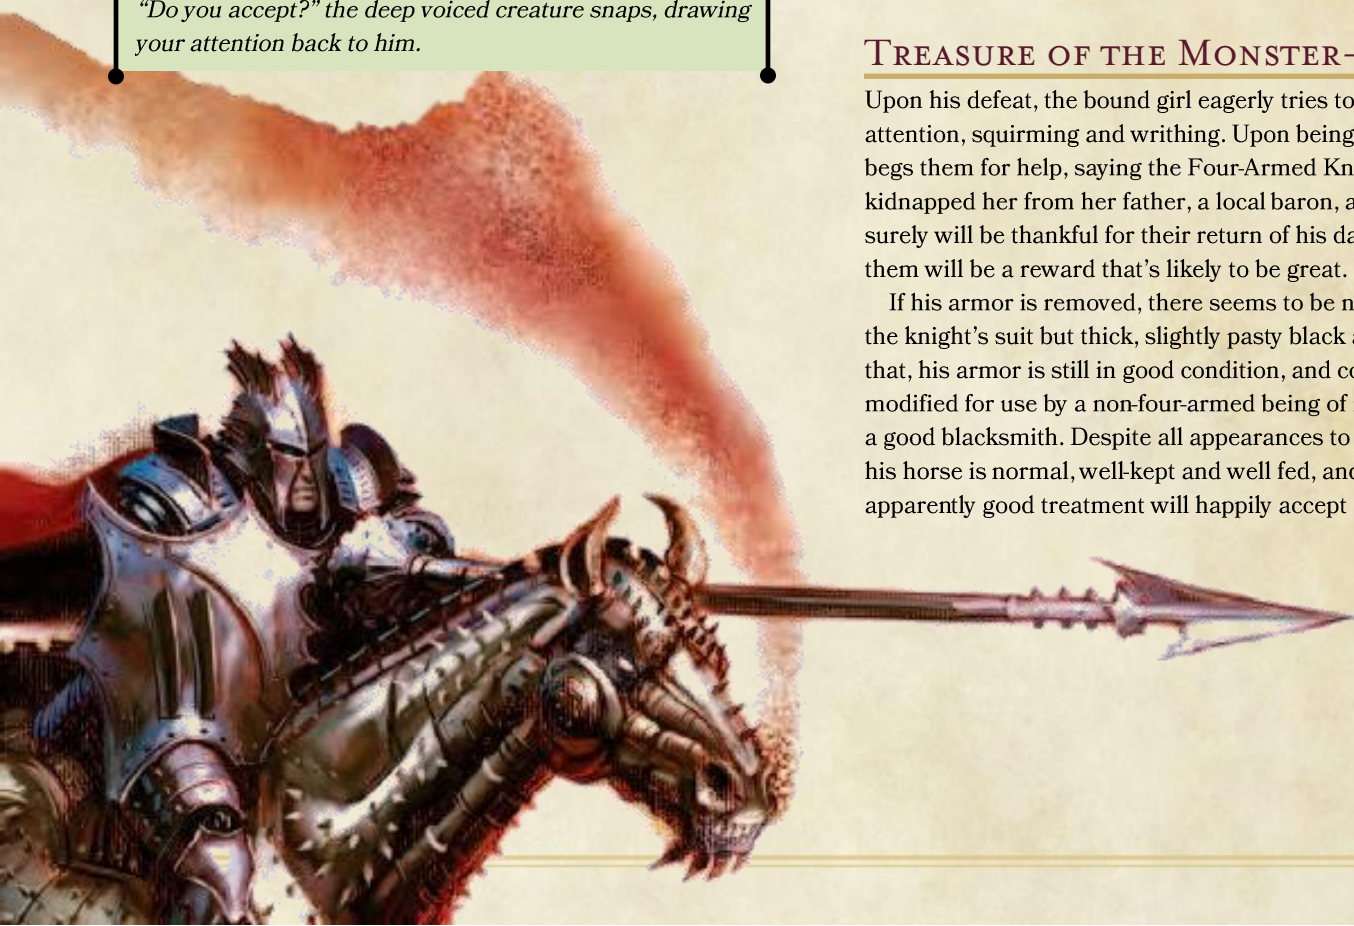 “Do you accept?” the deep voiced creature snaps, drawing
your attention back to him.
Treasure of the Monster-
Upon his defeat, the bound girl eagerly tries to
attention, squirming and writhing. Upon being
begs them for help, saying the Four-Armed Kn
kidnapped her from her father, a local baron, a
surely will be thankful for their return of his da
them will be a reward that’s likely to be great.
If his armor is removed, there seems to be n
the knight’s suit but thick, slightly pasty black
that, his armor is still in good condition, and co
modified for use by a non-four-armed being of
a good blacksmith. Despite all appearances to
his horse is normal, well-kept and well fed, and
apparently good treatment will happily accept